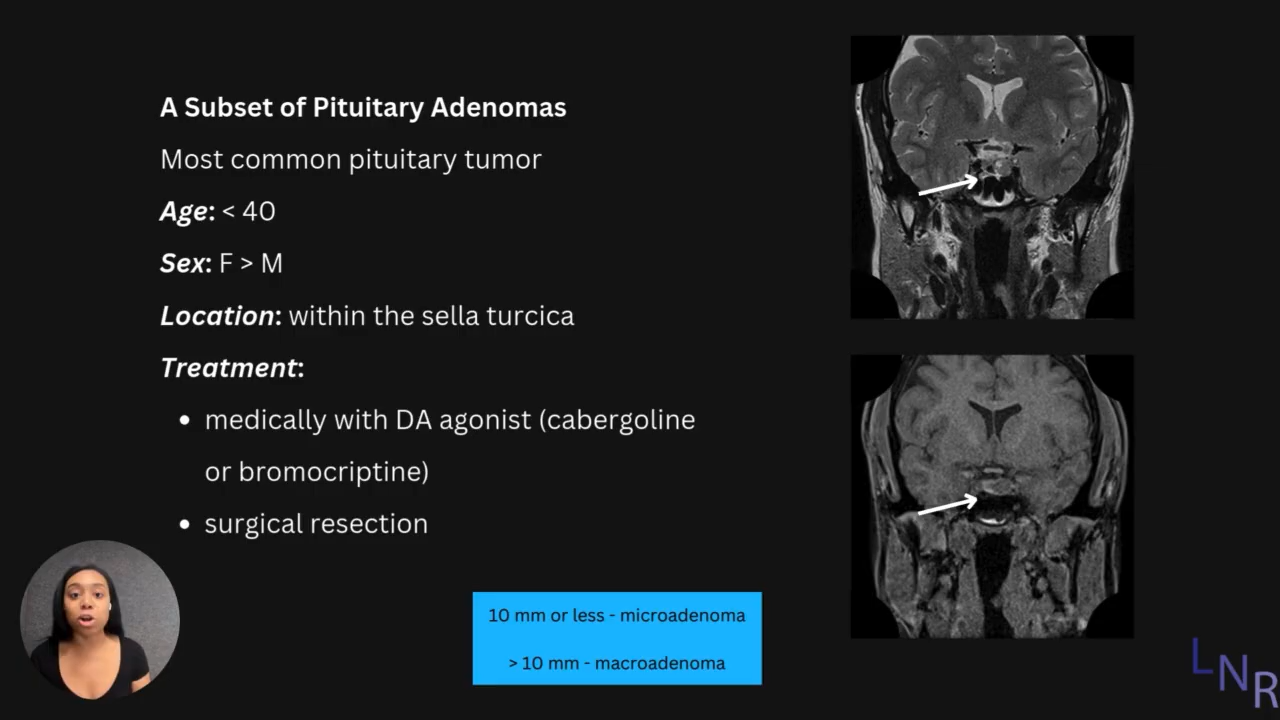 A Subset of Pituitary Adenomas
Most common pituitary tumor
Age: < 40
Sex: F > M
Location: within the sella turcica
Treatment:
• medically with DA agonist (cabergoline
or bromocriptine)
• surgical resection
10 mm or less - microadenoma
> 10 mm - macroadenoma
LNR